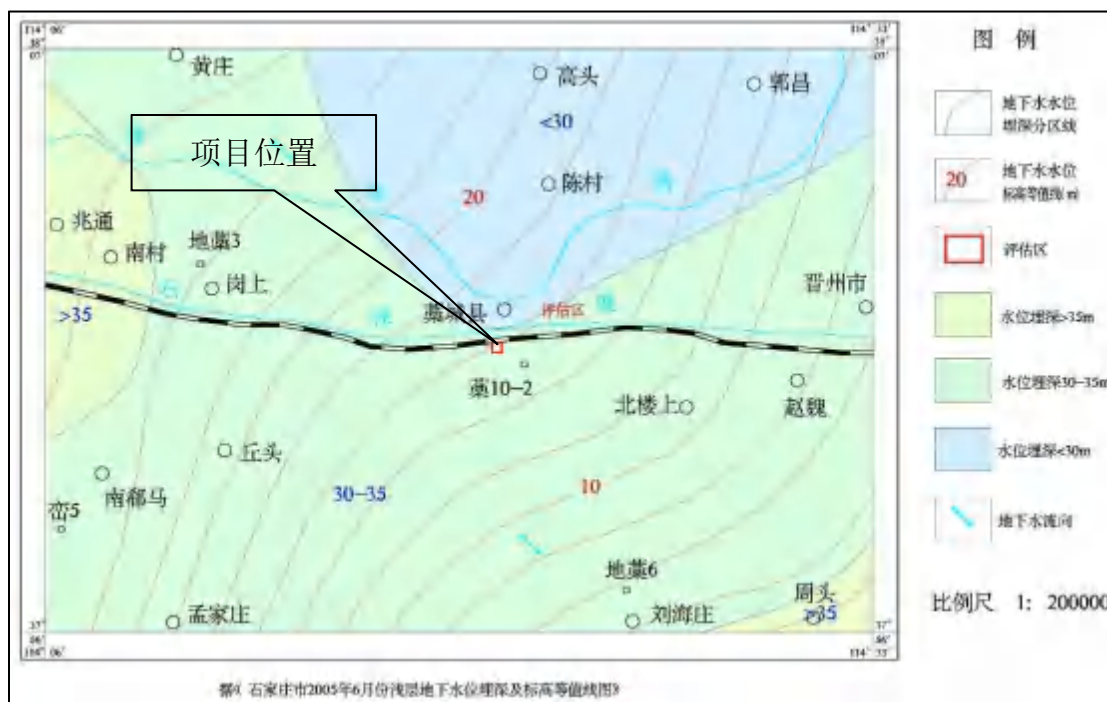 114° 06′
黄庄
高头
郭昌
<30
项目位置
20
陈村
兆通
南村
地藁3
岗上
石
>35
藁城县
评估区
晋州市
藁10-2
北楼上
赵魏
丘头
南郗马
峦5
30-35
10
地藁6
周头
孟家庄
刘海庄
图 例
地下水水位
埋深分区线
20
地下水水位
标高等值线(m)
评估区
水位埋深>35m
水位埋深30-35m
水位埋深<30m
地下水流向
比例尺 1: 200000
石家庄市2005年6月份浅层地下水位埋深及标高等值线图》